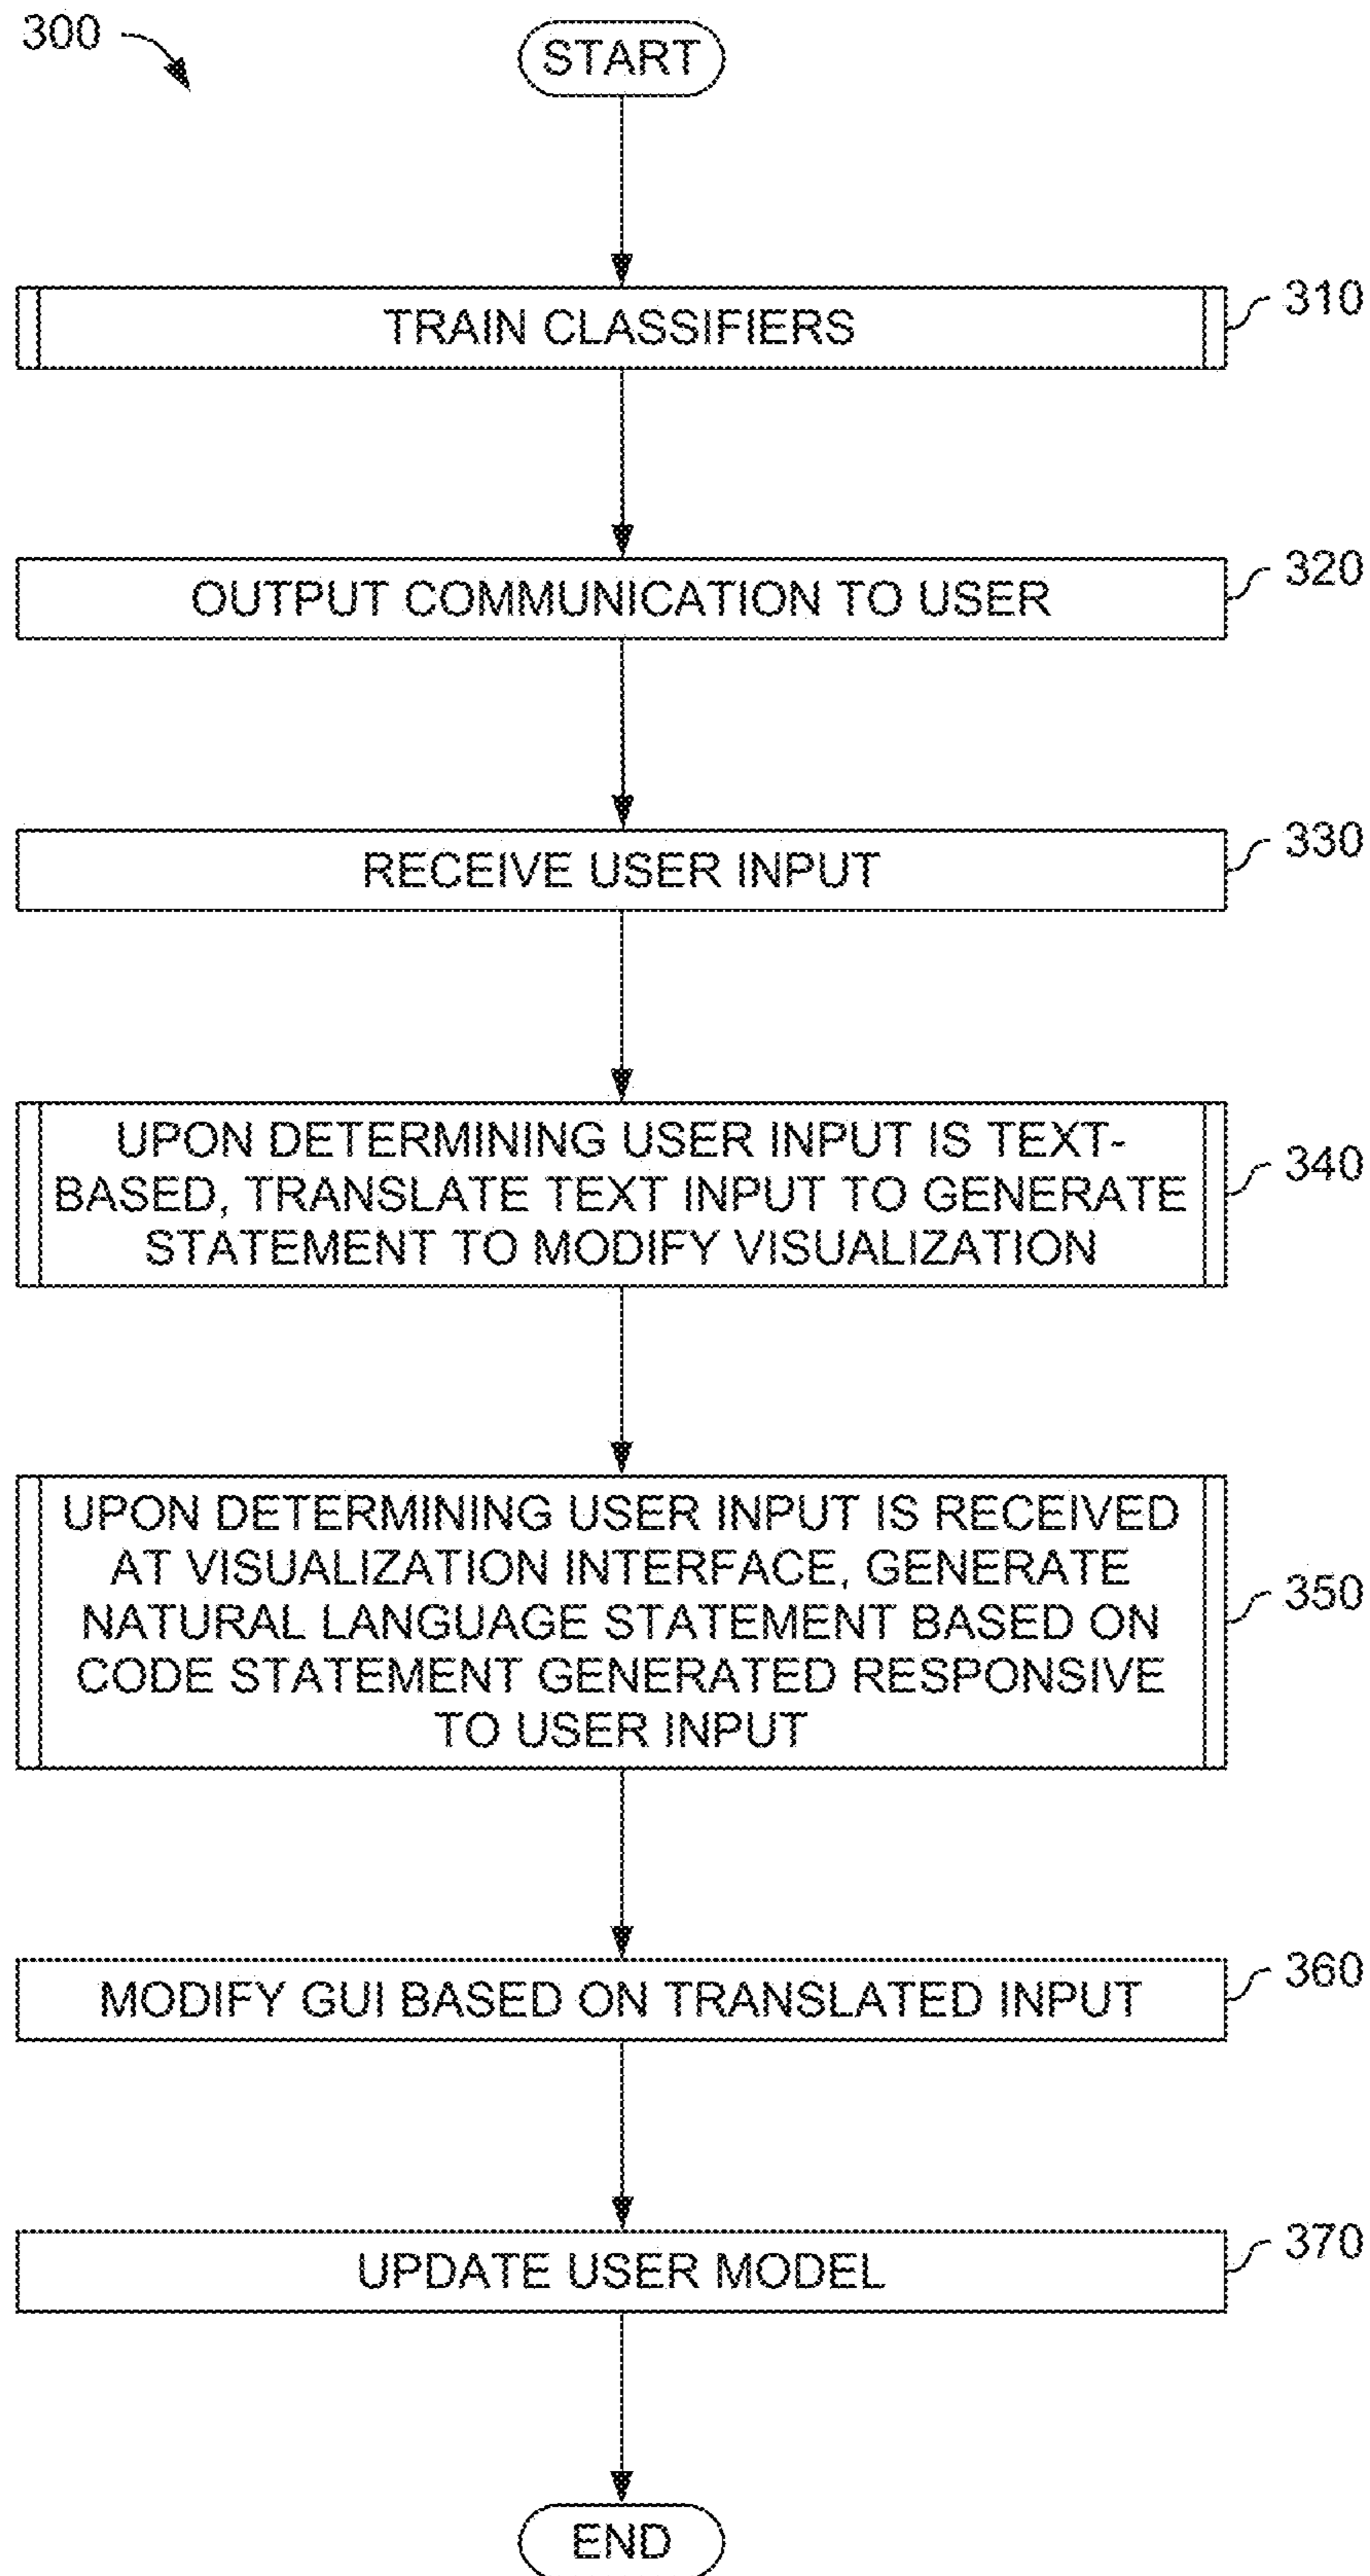 300
START
TRAIN CLASSIFIERS
310
OUTPUT COMMUNICATION TO USER
320
RECEIVE USER INPUT
330
UPON DETERMINING USER INPUT IS TEXT-
BASED, TRANSLATE TEXT INPUT TO GENERATE
STATEMENT TO MODIFY VISUALIZATION
340
UPON DETERMINING USER INPUT IS RECEIVED
AT VISUALIZATION INTERFACE, GENERATE
NATURAL LANGUAGE STATEMENT BASED ON
CODE STATEMENT GENERATED RESPONSIVE
TO USER INPUT
350
MODIFY GUI BASED ON TRANSLATED INPUT
360
UPDATE USER MODEL
370
END